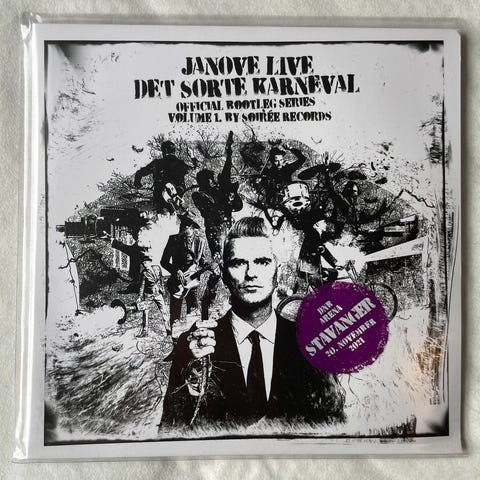 JANOVE LIVE
DET SORTE KARNEVAL
OFFICIAL BOOTLEG SERIES
VOLUME 1. BY SOIRÉE RECORDS
DNB
ARENA
STAVANGER
20. NOVEMBER
2021